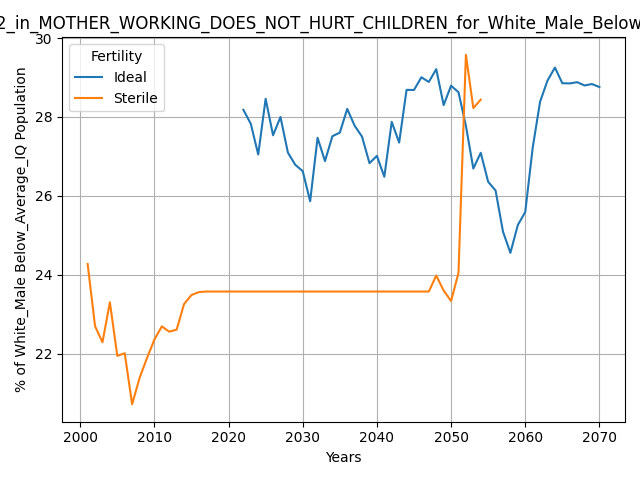 2_in_MOTHER_WORKING_DOES_NOT_HURT_CHILDREN_for_White_Male_Below
30
28
26
24
22
% of White_Male Below_Average_IQ Population
Fertility
Ideal
Sterile
2000 2010 2020 2030 2040 2050 2060 2070
Years